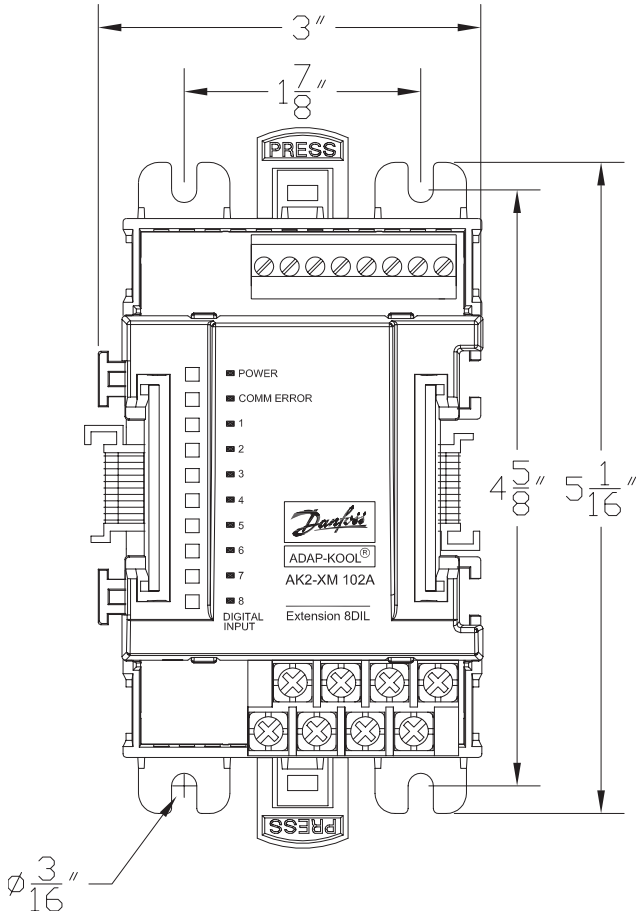 3"
1 7/8"
PRESS
POWER
COMM ERROR
1
2
3
4
5
6
7
8
DIGITAL
INPUT
Danfoss
ADAP-KOOL®
AK2-XM 102A
Extension 8DIL
4 5/8"
5 1/16"
PRESS
Ø 3/16"